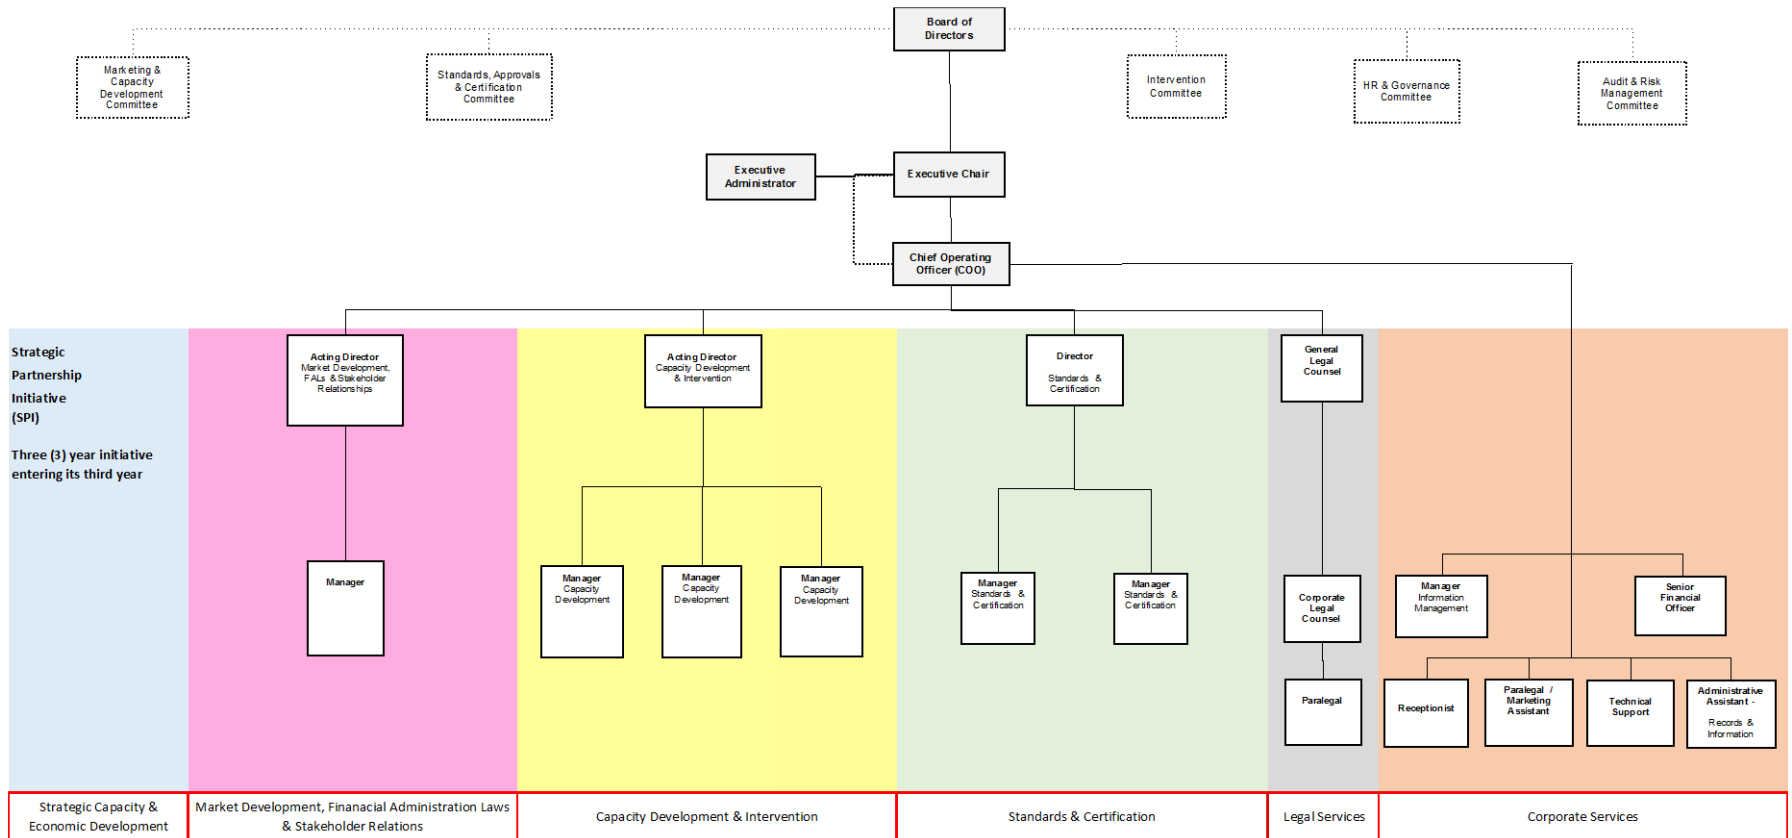 Board of
Directors
Marketing &
Capacity
Development
Committee
Standards, Approvals
& Certification
Committee
Intervention
Committee
HR & Governance
Committee
Audit & Risk
Management
Committee
Executive
Administrator
Executive Chair
Chief Operating
Officer (COO)
Strategic
Partnership
Initiative
(SPI)
Three (3) year initiative
entering its third year
Acting Director
Market Development,
FALs & Stakeholder
Relationships
Acting Director
Capacity Development
& Intervention
Director
Standards &
Certification
General
Legal
Counsel
Manager
Manager
Capacity
Development
Manager
Capacity
Development
Manager
Capacity
Development
Manager
Standards &
Certification
Manager
Standards &
Certification
Corporate
Legal
Counsel
Manager
Information
Management
Senior
Financial
Officer
Paralegal
Receptionist
Paralegal /
Marketing
Assistant
Technical
Support
Administrative
Assistant -
Records &
Information
Strategic Capacity &
Economic Development
Market Development, Finanacial Administration Laws
& Stakeholder Relations
Capacity Development & Intervention
Standards & Certification
Legal Services
Corporate Services